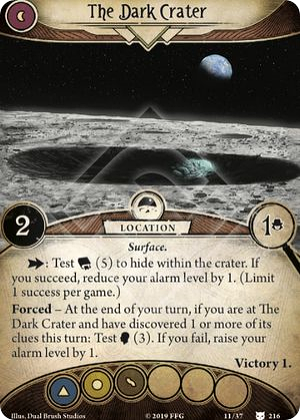 The Dark Crater
2
LOCATION
1
Surface.
: Test (5) to hide within the crater. If
you succeed, reduce your alarm level by 1. (Limit
1 success per game.)
Forced – At the end of your turn, if you are at The
Dark Crater and have discovered 1 or more of its
clues this turn: Test (3). If you fail, raise your
alarm level by 1.
Victory 1.
Illus. Dual Brush Studios
© 2019 FFG
11/37
216